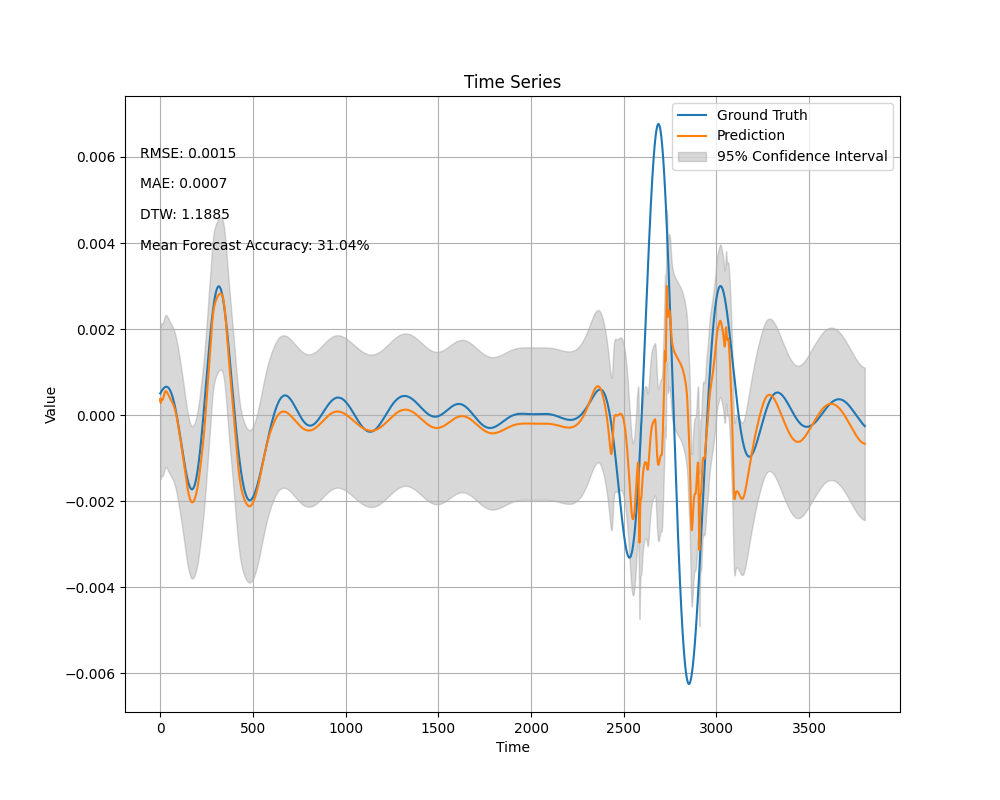 Time Series
Ground Truth
Prediction
95% Confidence Interval
RMSE: 0.0015
MAE: 0.0007
DTW: 1.1885
Mean Forecast Accuracy: 31.04%
Value
0.006
0.004
0.002
0.000
−0.002
−0.004
−0.006
0 500 1000 1500 2000 2500 3000 3500
Time